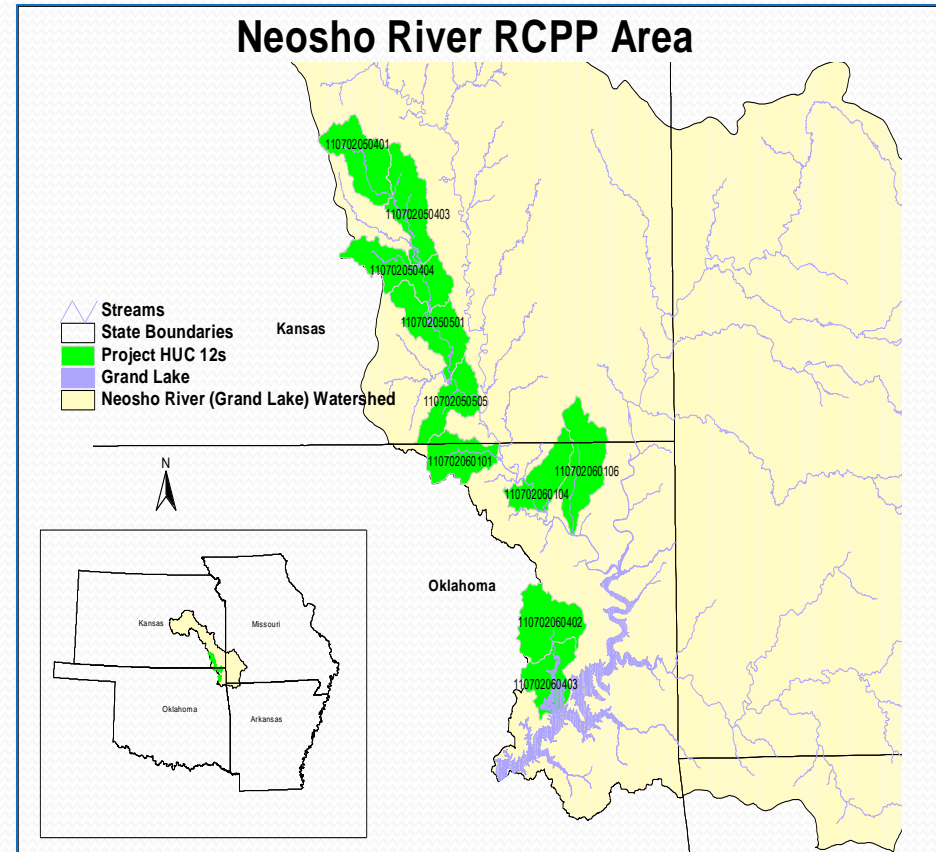 Neosho River RCPP Area
110702050401
110702050403
110702050404
Streams
State Boundaries
Kansas
110702050501
Project HUC 12s
Grand Lake
Neosho River (Grand Lake) Watershed
110702050505
110702060101
110702060106
N
110702060104
Oklahoma
110702060402
110702060403
Kansas
Missouri
Oklahoma
Arkansas